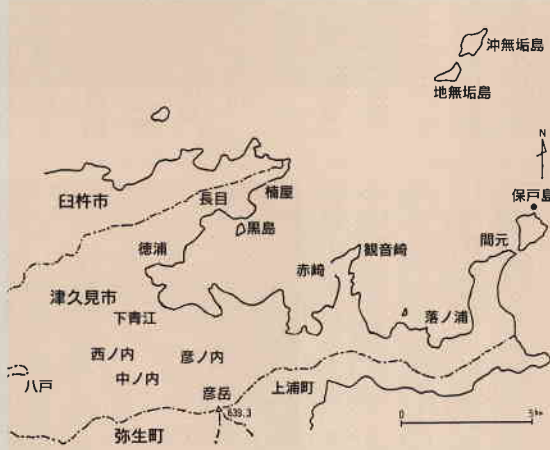 沖無垢島
地無垢島
N
保戸島
臼杵市
長目
楠屋
黒島
徳浦
間元
観音崎
赤崎
津久見市
下青江
落ノ浦
西ノ内
彦ノ内
八戸
中ノ内
彦岳
上浦町
639.3
弥生町
0
5km